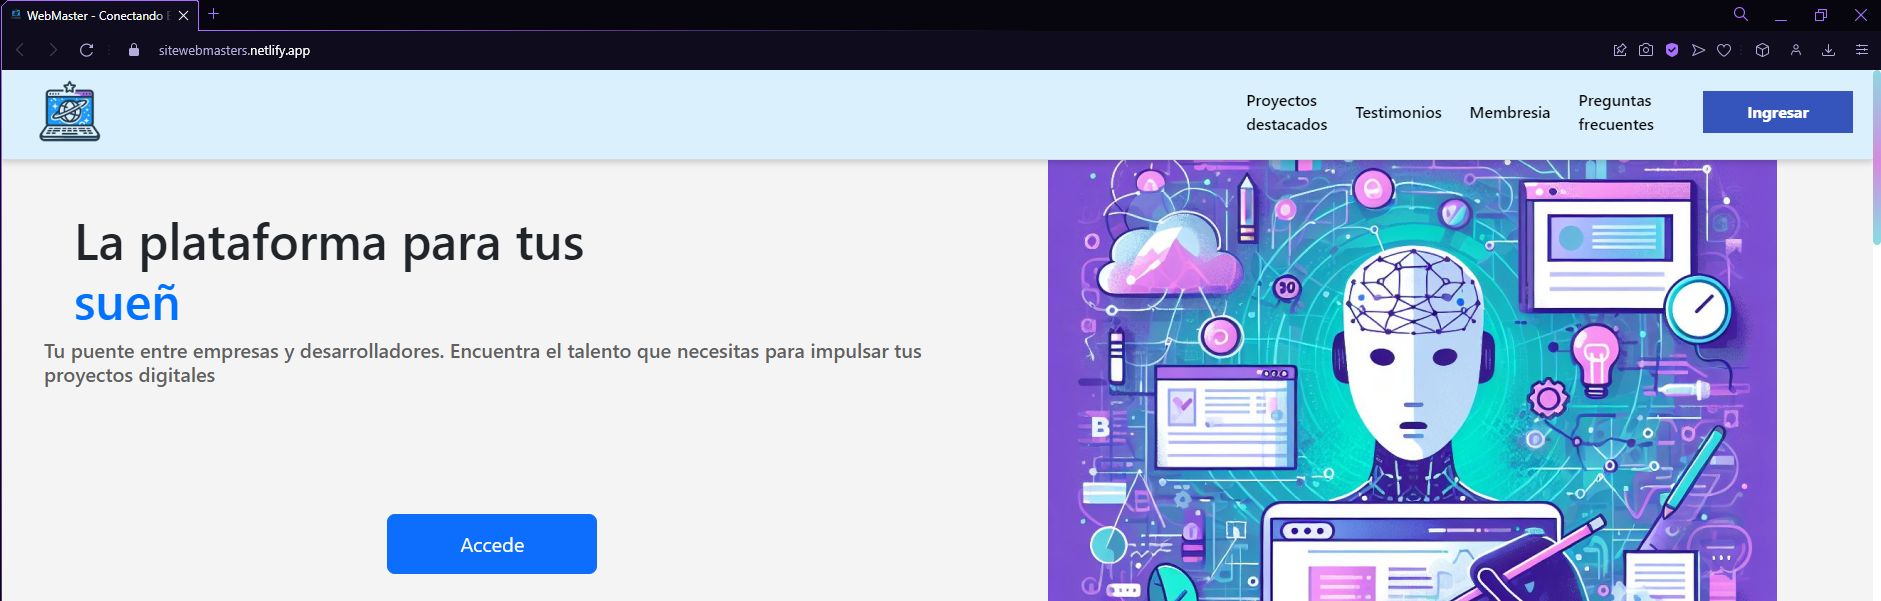 WebMaster - Conectando E
sitewebmasters.netlify.app
Proyectos
destacados
Testimonios
Membresia
Preguntas
frecuentes
Ingresar
La plataforma para tus
sueñ
Tu puente entre empresas y desarrolladores. Encuentra el talento que necesitas para impulsar tus
proyectos digitales
Accede
B